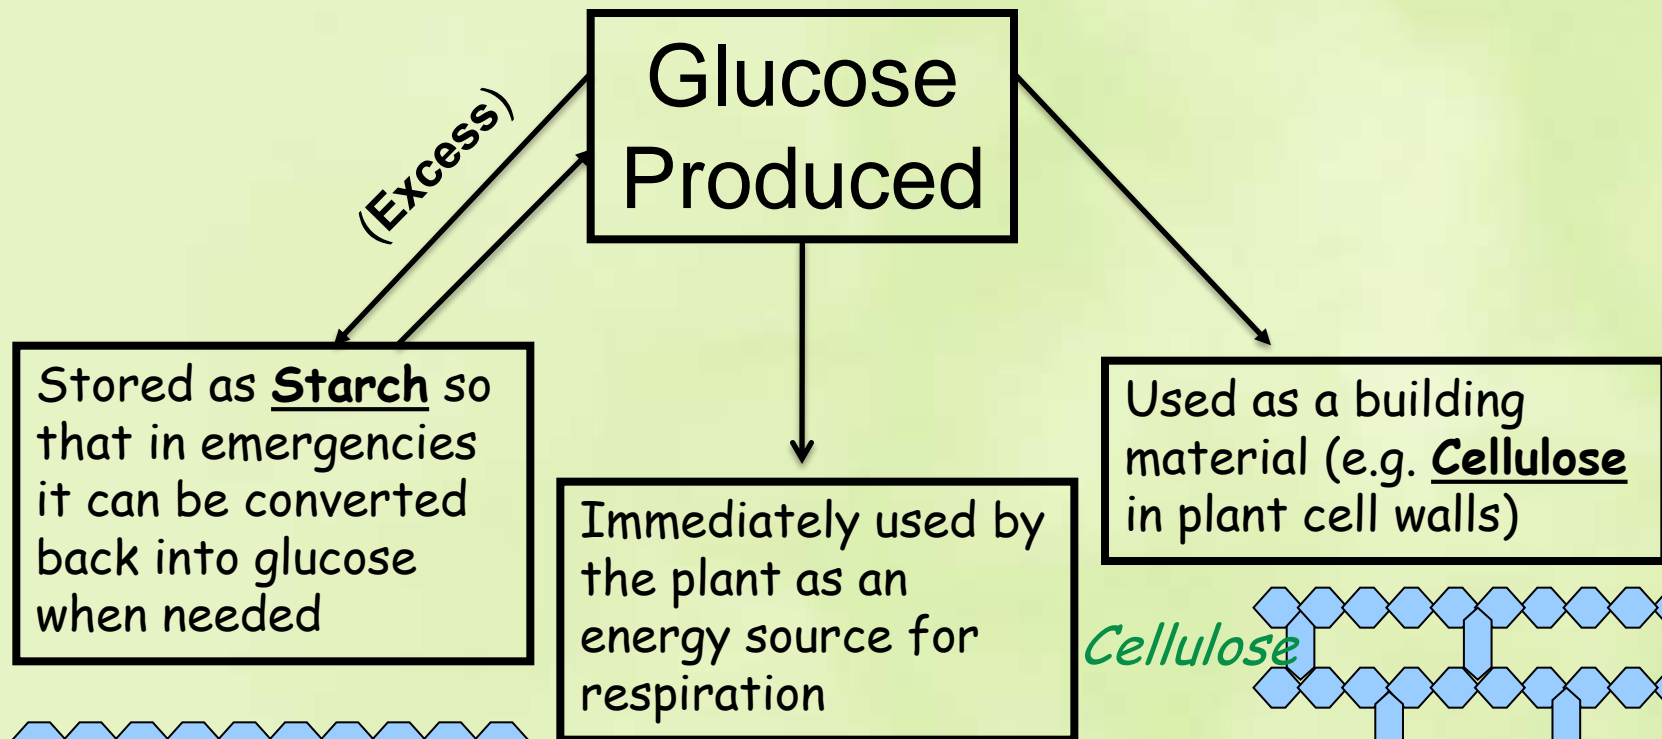 Glucose
Produced
(Excess)
Stored as Starch so
that in emergencies
it can be converted
back into glucose
when needed
Immediately used by
the plant as an
energy source for
respiration
Used as a building
material (e.g. Cellulose
in plant cell walls)
Cellulose